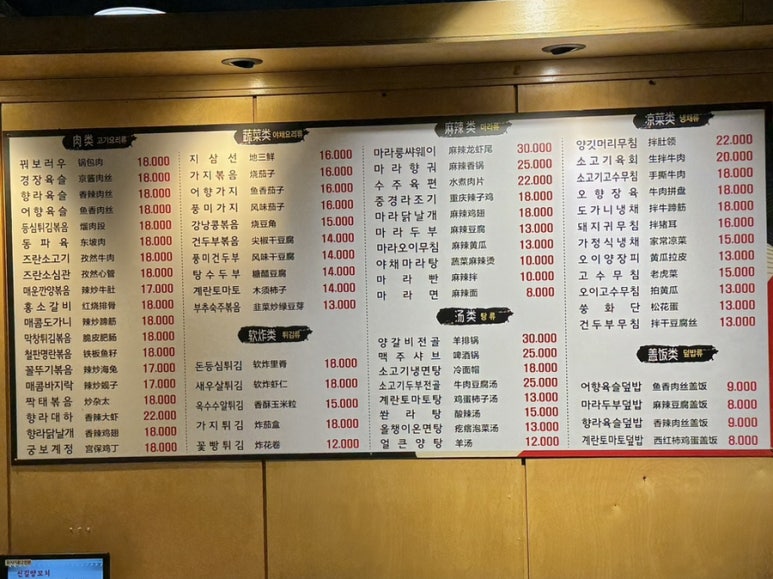 肉类 고기요리류
꿔보러우 锅包肉 18.000
경장육슬 京酱肉丝 18.000
향라육슬 香辣肉丝 18.000
어향육슬 鱼香肉丝 18.000
등심튀김볶음 熘肉段 18.000
동파육 东坡肉 18.000
즈란소고기 孜然牛肉 18.000
즈란소심관 孜然心管 18.000
매운깐양볶음 辣炒牛肚 17.000
홍소갈비 红烧排骨 18.000
매콤도가니 辣炒蹄筋 18.000
막창튀김볶음 脆皮肥肠 18.000
철판명란볶음 铁板鱼籽 18.000
꼴뚜기볶음 辣炒海兔 17.000
매콤바지락 辣炒蚬子 17.000
짝태볶음 炒杂太 18.000
향라대하 香辣大虾 22.000
향라닭날개 香辣鸡翅 18.000
궁보계정 宫保鸡丁 18.000
蔬菜类 야채요리류
지삼선 地三鲜 16.000
가지볶음 烧茄子 16.000
어향가지 鱼香茄子 16.000
풍미가지 风味茄子 16.000
강낭콩볶음 烧豆角 15.000
건두부볶음 尖椒干豆腐 14.000
풍미건두부 风味干豆腐 14.000
탕수두부 糖醋豆腐 14.000
계란토마토 木须柿子 14.000
부추숙주볶음 韭菜炒绿豆芽 13.000
软炸类 튀김류
돈등심튀김 软炸里脊 18.000
새우살튀김 软炸虾仁 18.000
옥수수알튀김 香酥玉米粒 15.000
가지튀김 炸茄盒 18.000
꽃빵튀김 炸花卷 12.000
麻辣类 마라류
마라롱쌰웨이 麻辣龙虾尾 30.000
마라향궈 麻辣香锅 25.000
수주육편 水煮肉片 22.000
중경라조기 重庆辣子鸡 18.000
마라닭날개 麻辣鸡翅 18.000
마라두부 麻辣豆腐 13.000
마라오이무침 麻辣黄瓜 13.000
야채마라탕 蔬菜麻辣烫 10.000
마라빤 麻辣拌 10.000
마라면 麻辣面 8.000
汤类 탕류
양갈비전골 羊排锅 30.000
맥주샤브 啤酒锅 25.000
소고기냉면탕 冷面锅 18.000
소고기두부전골 牛肉豆腐汤 25.000
계란토마토탕 鸡蛋柿子汤 13.000
쏸라탕 酸辣汤 15.000
올챙이온면탕 疙瘩泡菜汤 13.000
얼큰양탕 羊汤 12.000
凉菜类 냉채류
양깃머리무침 拌肚领 22.000
소고기육회 生拌牛肉 20.000
소고기고수무침 手撕牛肉 18.000
오향장육 牛肉拼盘 18.000
도가니냉채 拌牛蹄筋 18.000
돼지귀무침 拌猪耳 16.000
가정식냉채 家常凉菜 15.000
오이양장피 黄瓜拉皮 13.000
고수무침 老虎菜 15.000
오이고수무침 拍黄瓜 13.000
쑹화단 松花蛋 13.000
건두부무침 拌干豆腐丝 13.000
盖饭类 덮밥류
어향육슬덮밥 鱼香肉丝盖饭 9.000
마라두부덮밥 麻辣豆腐盖饭 8.000
향라육슬덮밥 香辣肉丝盖饭 9.000
계란토마토덮밥 西红柿鸡蛋盖饭 8.000
신길양꼬치